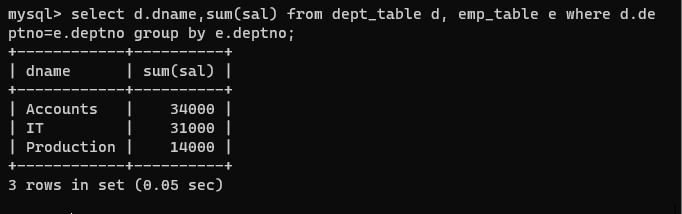 mysql> select d.dname,sum(sal) from dept_table d, emp_table e where d.de
ptno=e.deptno group by e.deptno;
+------------+----------+
| dname      | sum(sal) |
+------------+----------+
| Accounts   |    34000 |
| IT         |    31000 |
| Production |    14000 |
+------------+----------+
3 rows in set (0.05 sec)